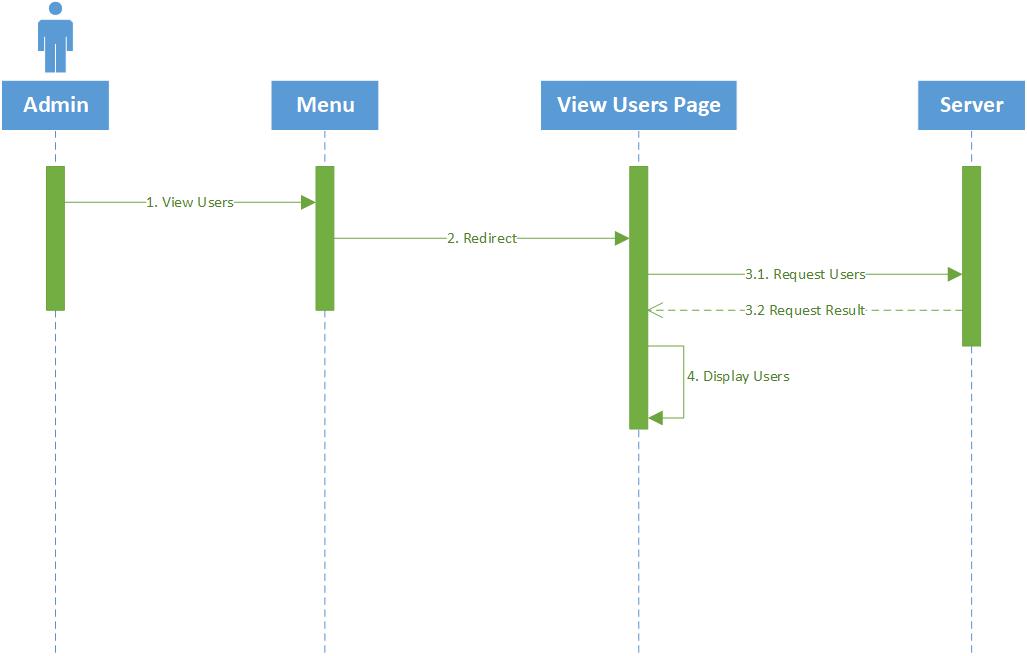 Admin
Menu
View Users Page
Server
1. View Users
2. Redirect
3.1. Request Users
3.2 Request Result
4. Display Users